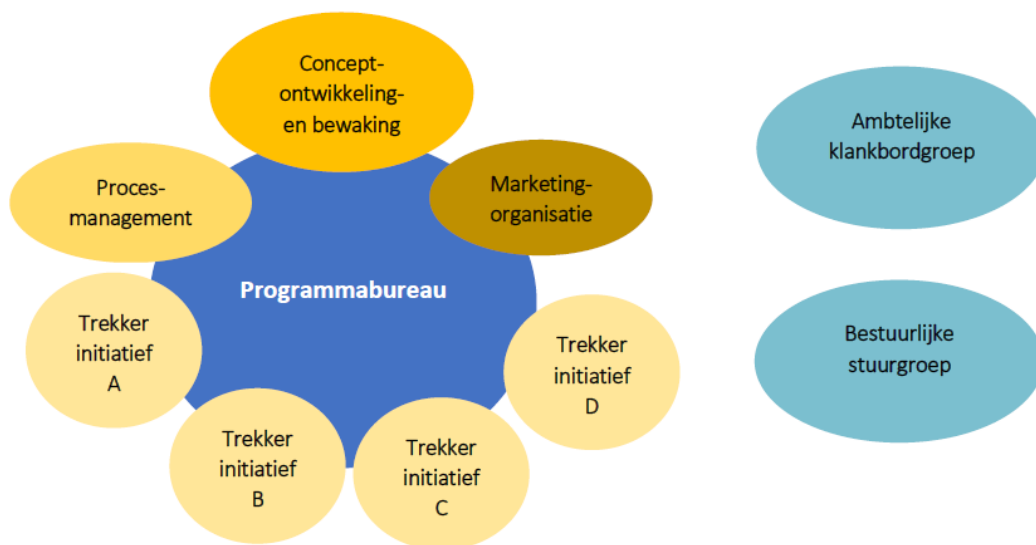 Concept-
ontwikkeling-
en bewaking
Proces-
management
Marketing-
organisatie
Programmabureau
Trekker
initiatief
A
Trekker
initiatief
B
Trekker
initiatief
C
Trekker
initiatief
D
Ambtelijke
klankbordgroep
Bestuurlijke
stuurgroep